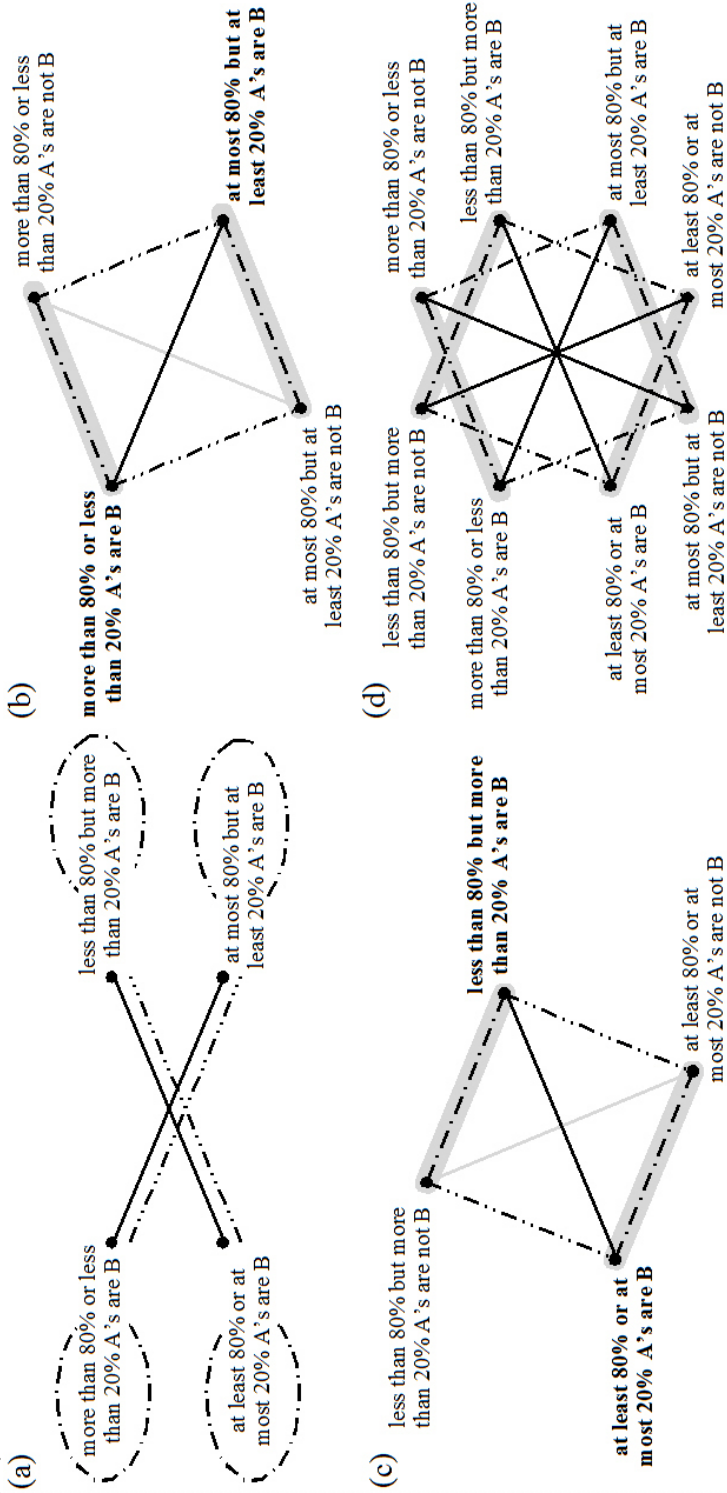 (a)
more than 80% or less
than 20% A's are B
less than 80% but more
than 20% A's are B
at least 80% or at
most 20% A's are B
at most 80% but at
least 20% A's are B
(b)
more than 80% or less
than 20% A's are not B
more than 80% or less
than 20% A's are B
at most 80% but at
least 20% A's are B
at most 80% but at
least 20% A's are not B
(c)
less than 80% but more
than 20% A's are not B
less than 80% but more
than 20% A's are B
at least 80% or at
most 20% A's are B
at least 80% or at
most 20% A's are not B
(d)
less than 80% but more
than 20% A's are not B
more than 80% or less
than 20% A's are not B
more than 80% or less
than 20% A's are B
less than 80% but more
than 20% A's are B
at least 80% or at
most 20% A's are B
at most 80% but at
least 20% A's are B
at most 80% but at
least 20% A's are not B
at least 80% or at
most 20% A's are not B